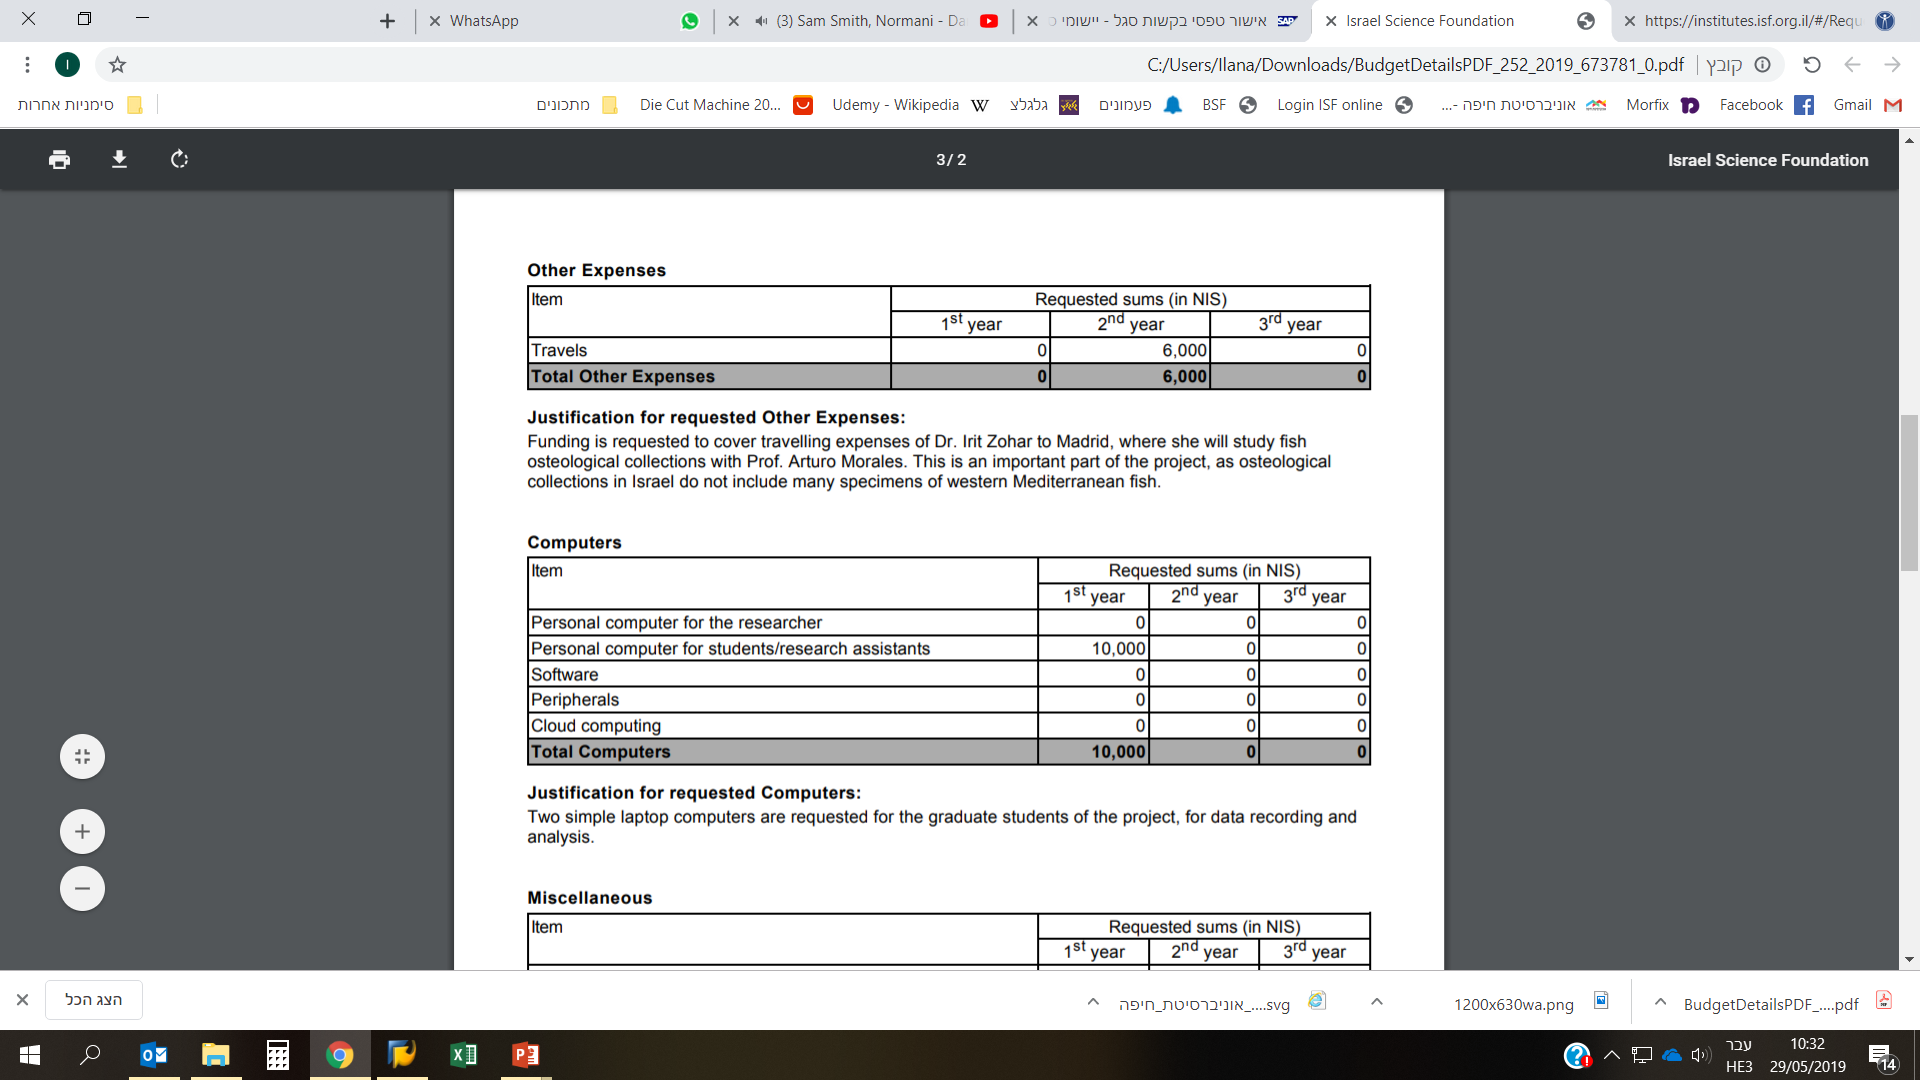 WhatsApp
(3) Sam Smith, Normani - Da
אישור טפסי בקשות סגל - יישומי
Israel Science Foundation
https://institutes.isf.org.il/#/Requ
C:/Users/Ilana/Downloads/BudgetDetailsPDF_252_2019_673781_0.pdf | קובץ
סימניות אחרות
מתכונים
Die Cut Machine 20...
Udemy - Wikipedia
גלגלצ
פעמונים
BSF
Login ISF online
אוניברסיטת חיפה -...
Morfix
Facebook
Gmail
3/2
Israel Science Foundation
Other Expenses
Item Requested sums (in NIS)
1st year 2nd year 3rd year
Travels 0 6,000 0
Total Other Expenses 0 6,000 0
Justification for requested Other Expenses:
Funding is requested to cover travelling expenses of Dr. Irit Zohar to Madrid, where she will study fish
osteological collections with Prof. Arturo Morales. This is an important part of the project, as osteological
collections in Israel do not include many specimens of western Mediterranean fish.
Computers
Item Requested sums (in NIS)
1st year 2nd year 3rd year
Personal computer for the researcher 0 0 0
Personal computer for students/research assistants 10,000 0 0
Software 0 0 0
Peripherals 0 0 0
Cloud computing 0 0 0
Total Computers 10,000 0 0
Justification for requested Computers:
Two simple laptop computers are requested for the graduate students of the project, for data recording and
analysis.
Miscellaneous
Item Requested sums (in NIS)
1st year 2nd year 3rd year
הצג הכל
אוניברסיטת_חיפה_....svg
1200x630wa.png
BudgetDetailsPDF_....pdf
עבר 10:32
HE3 29/05/2019
14